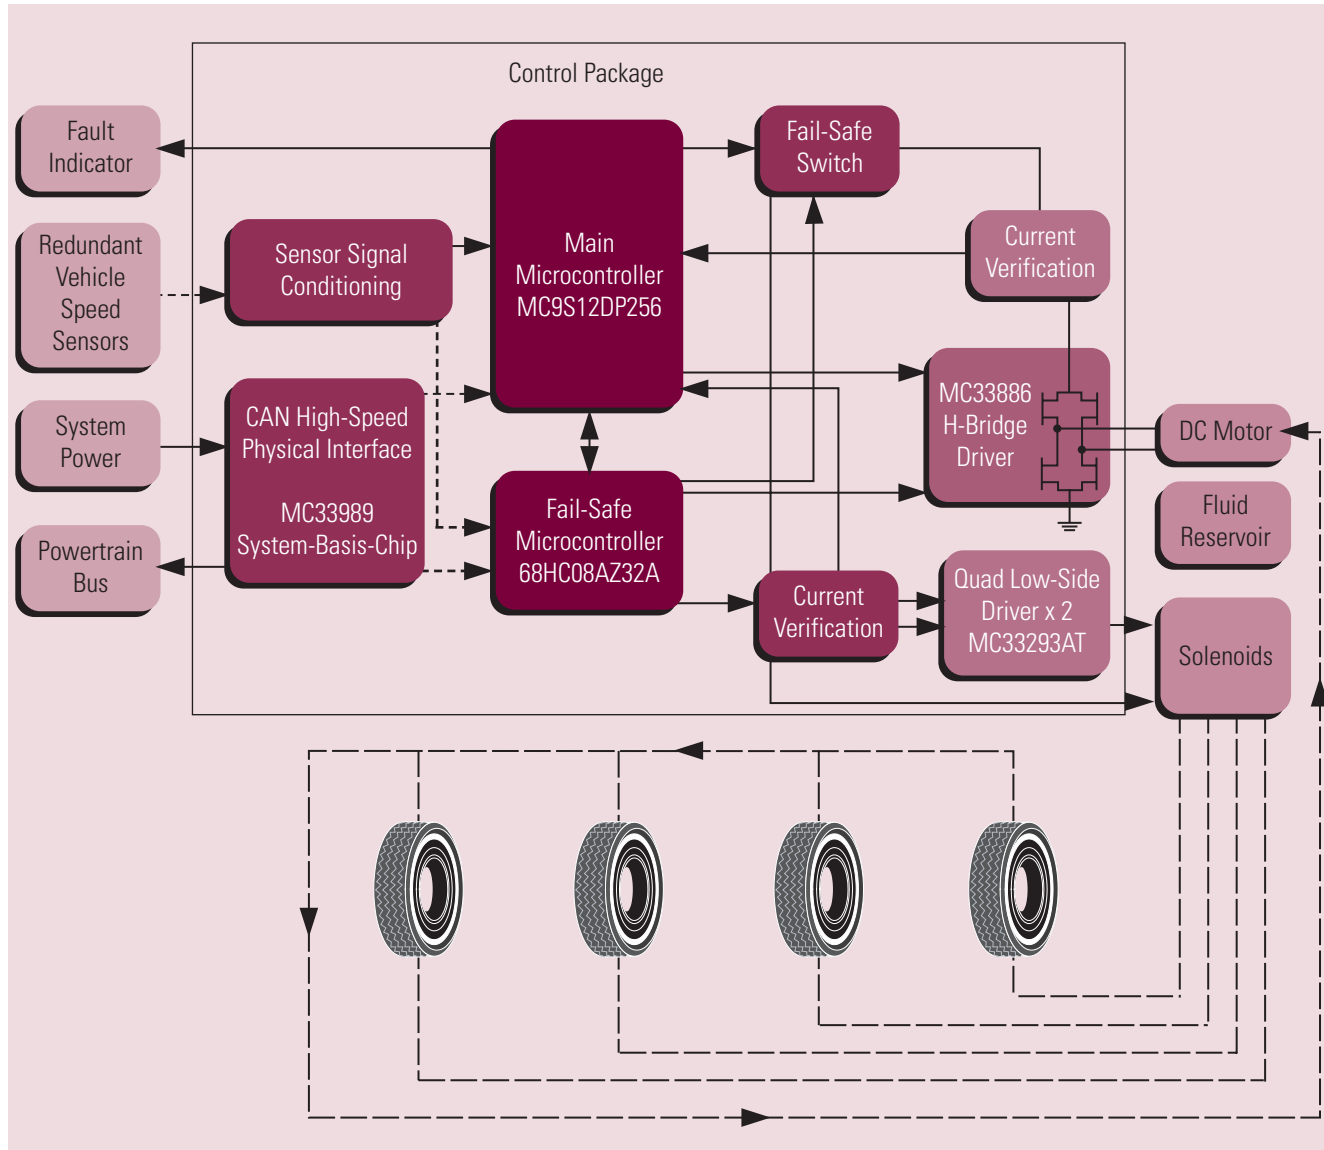 Control Package
Fault
Indicator
Redundant
Vehicle
Speed
Sensors
System
Power
Powertrain
Bus
Sensor Signal
Conditioning
CAN High-Speed
Physical Interface
MC33989
System-Basis-Chip
Main
Microcontroller
MC9S12DP256
Fail-Safe
Microcontroller
68HC08AZ32A
Fail-Safe
Switch
Current
Verification
MC33886
H-Bridge
Driver
Current
Verification
Quad Low-Side
Driver x 2
MC33293AT
DC Motor
Fluid
Reservoir
Solenoids